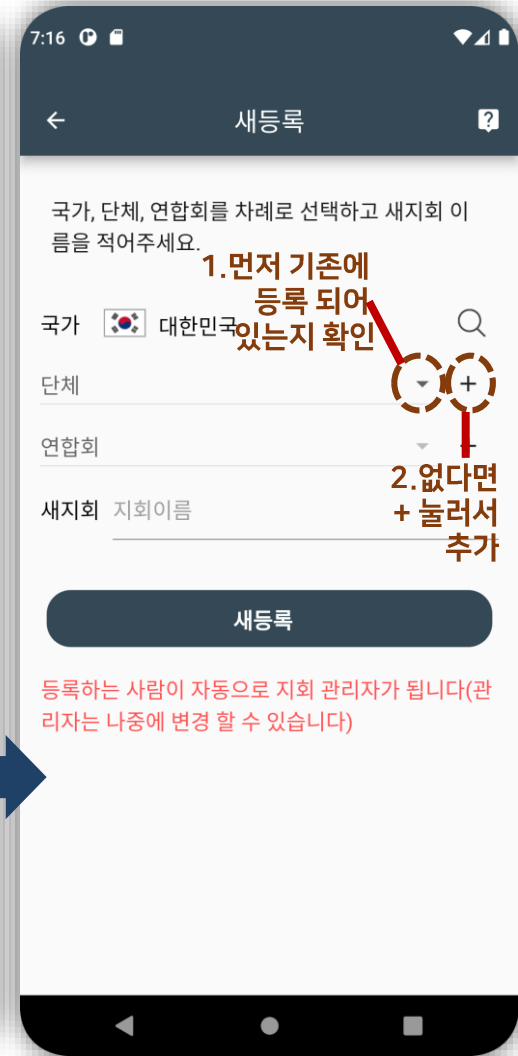 7:16
새등록
국가, 단체, 연합회를 차례로 선택하고 새지회 이
름을 적어주세요.
1.먼저 기존에
등록 되어
있는지 확인
국가 대한민국
단체
+
연합회
2.없다면
+ 눌러서
추가
새지회 지회이름
새등록
등록하는 사람이 자동으로 지회 관리자가 됩니다(관
리자는 나중에 변경 할 수 있습니다)